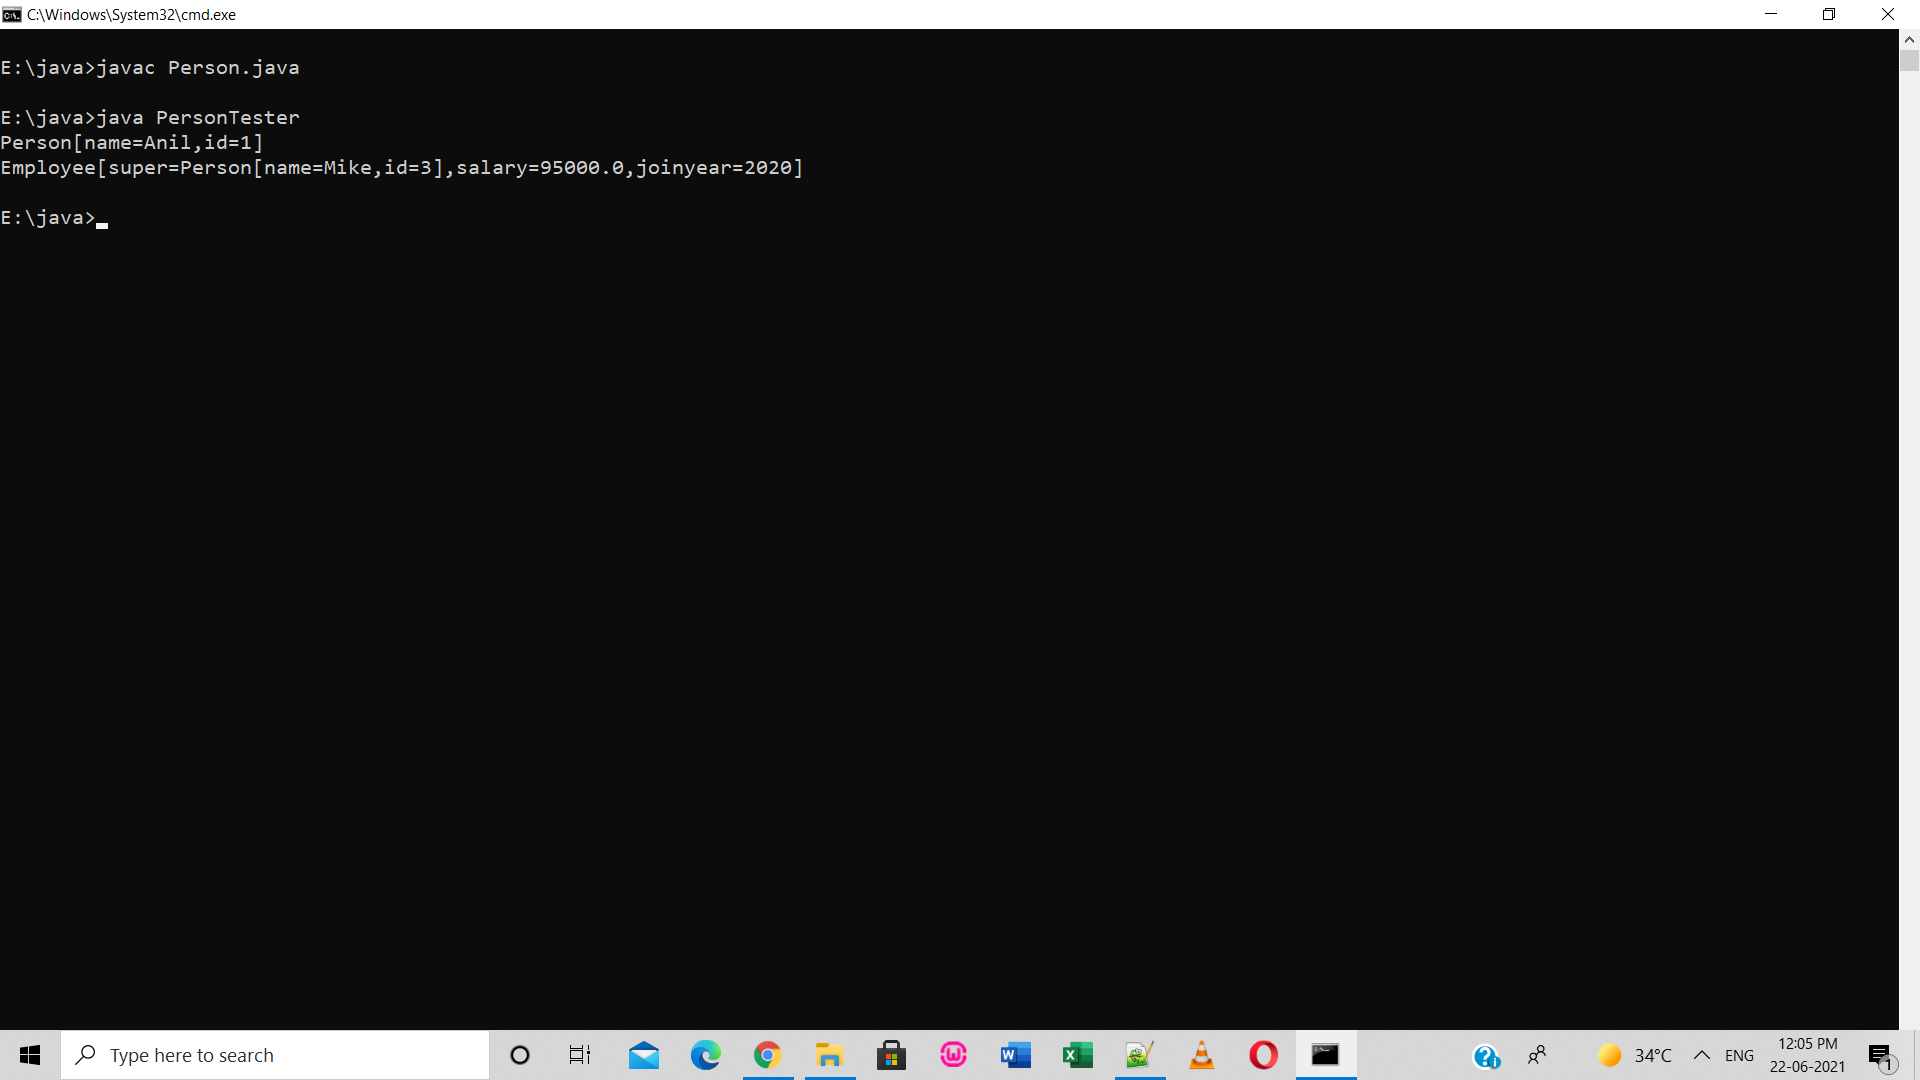 C:\Windows\System32\cmd.exe
E:\java>javac Person.java
E:\java>java PersonTester
Person[name=Anil,id=1]
Employee[super=Person[name=Mike,id=3],salary=95000.0,joinyear=2020]
E:\java>
Type here to search
34°C
ENG
12:05 PM
22-06-2021
1